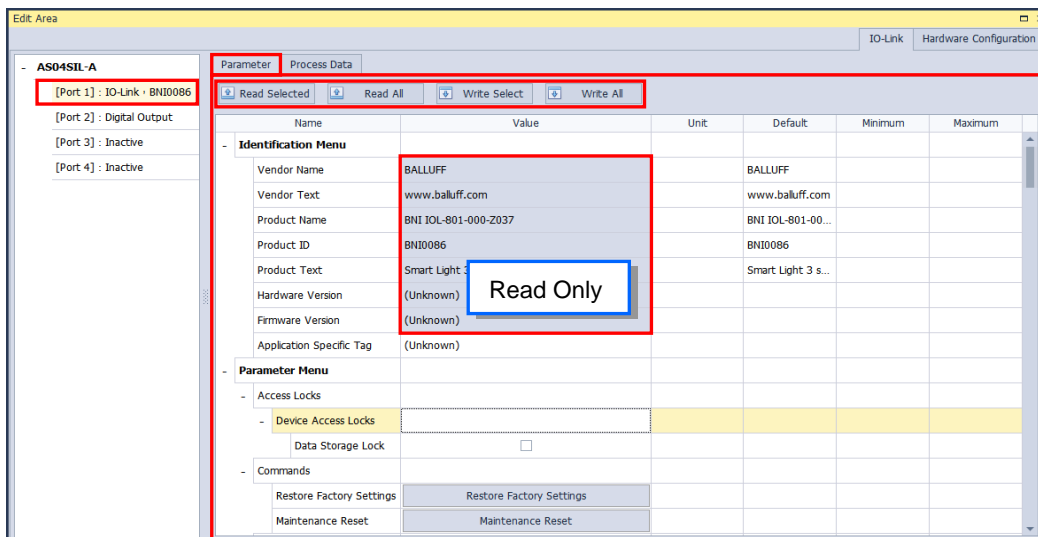 Edit Area
IO-Link Hardware Configuration
- AS04SIL-A
[Port 1] : IO-Link , BNI0086
[Port 2] : Digital Output
[Port 3] : Inactive
[Port 4] : Inactive
Parameter Process Data
Read Selected Read All Write Select Write All
Name Value Unit Default Minimum Maximum
- Identification Menu
Vendor Name BALLUFF BALLUFF
Vendor Text www.balluff.com www.balluff.com
Product Name BNI IOL-801-000-Z037 BNI IOL-801-00...
Product ID BNI0086 BNI0086
Product Text Smart Light 3 Smart Light 3 s...
Read Only
Hardware Version (Unknown)
Firmware Version (Unknown)
Application Specific Tag (Unknown)
- Parameter Menu
- Access Locks
- Device Access Locks
Data Storage Lock
- Commands
Restore Factory Settings Restore Factory Settings
Maintenance Reset Maintenance Reset